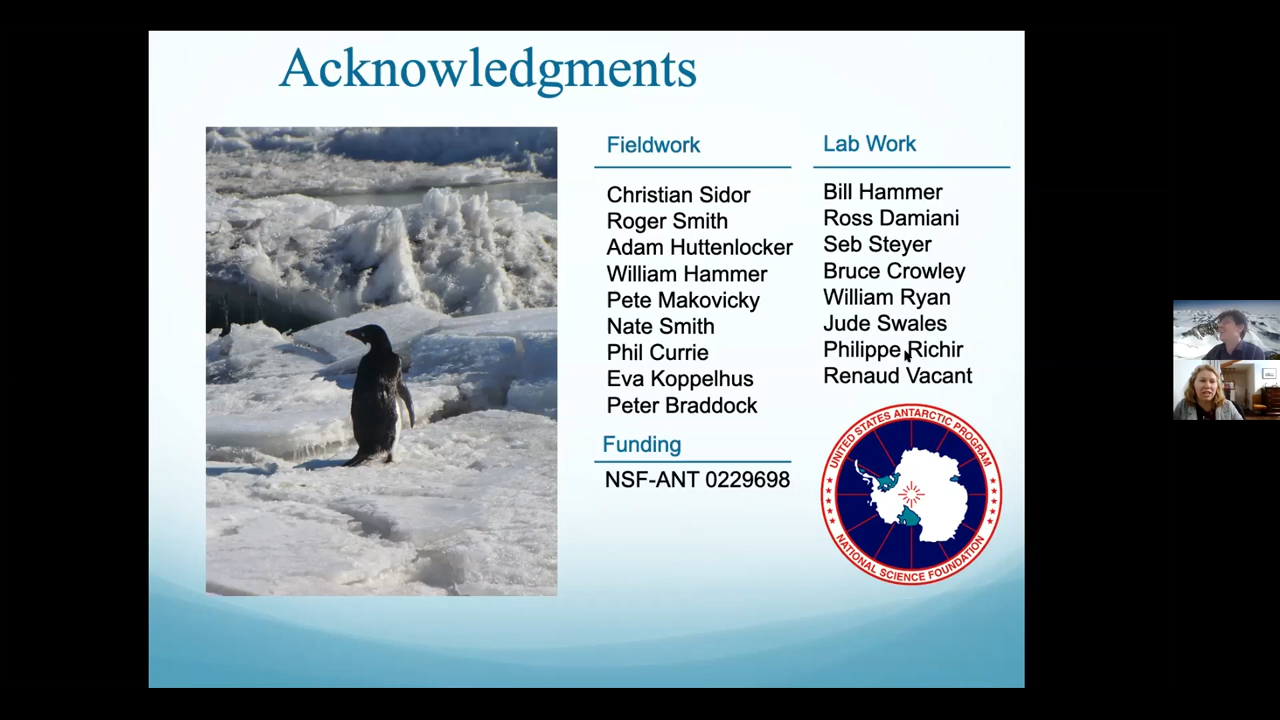 Acknowledgments
Fieldwork
Christian Sidor
Roger Smith
Adam Huttenlocker
William Hammer
Pete Makovicky
Nate Smith
Phil Currie
Eva Koppelhus
Peter Braddock
Funding
NSF-ANT 0229698
Lab Work
Bill Hammer
Ross Damiani
Seb Steyer
Bruce Crowley
William Ryan
Jude Swales
Philippe Richir
Renaud Vacant
UNITED STATES ANTARCTIC PROGRAM
NATIONAL SCIENCE FOUNDATION